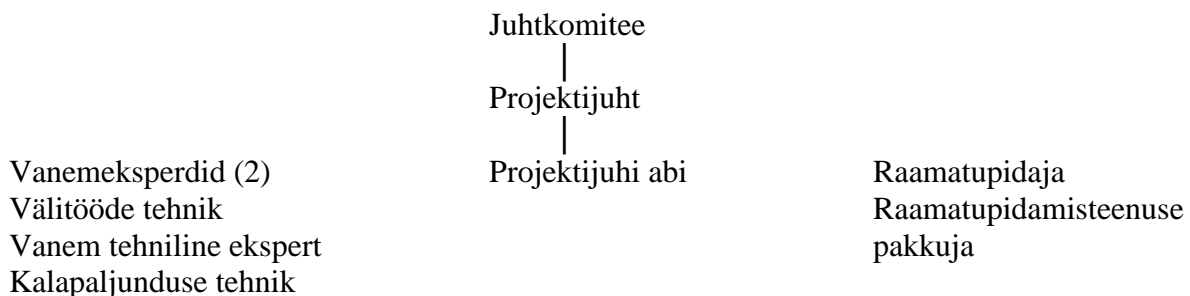 Juhtkomitee
Projektijuht
Vanemeksperdid (2)
Projektijuhi abi
Raamatupidaja
Välitööde tehnik
Raamatupidamisteenuse
Vanem tehniline ekspert
pakkuja
Kalapaljunduse tehnik